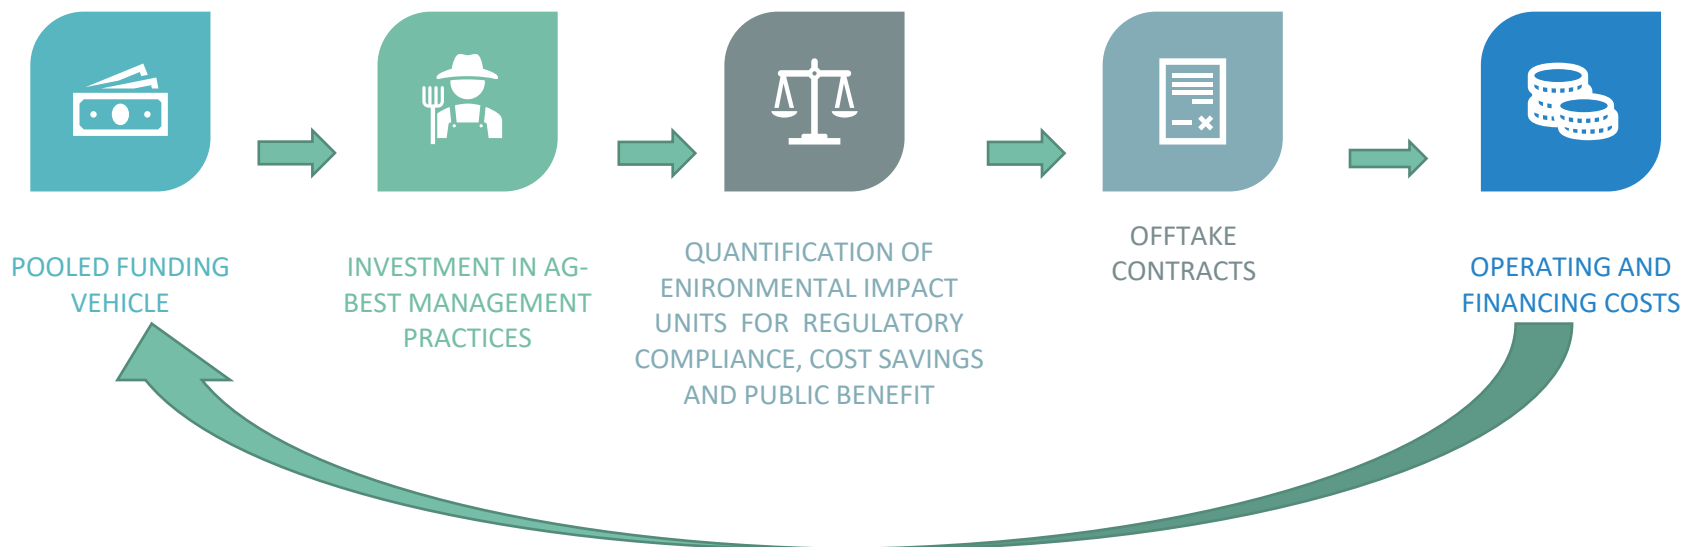 POOLED FUNDING
VEHICLE
INVESTMENT IN AG-
BEST MANAGEMENT
PRACTICES
QUANTIFICATION OF
ENIRONMENTAL IMPACT
UNITS FOR REGULATORY
COMPLIANCE, COST SAVINGS
AND PUBLIC BENEFIT
OFFTAKE
CONTRACTS
OPERATING AND
FINANCING COSTS